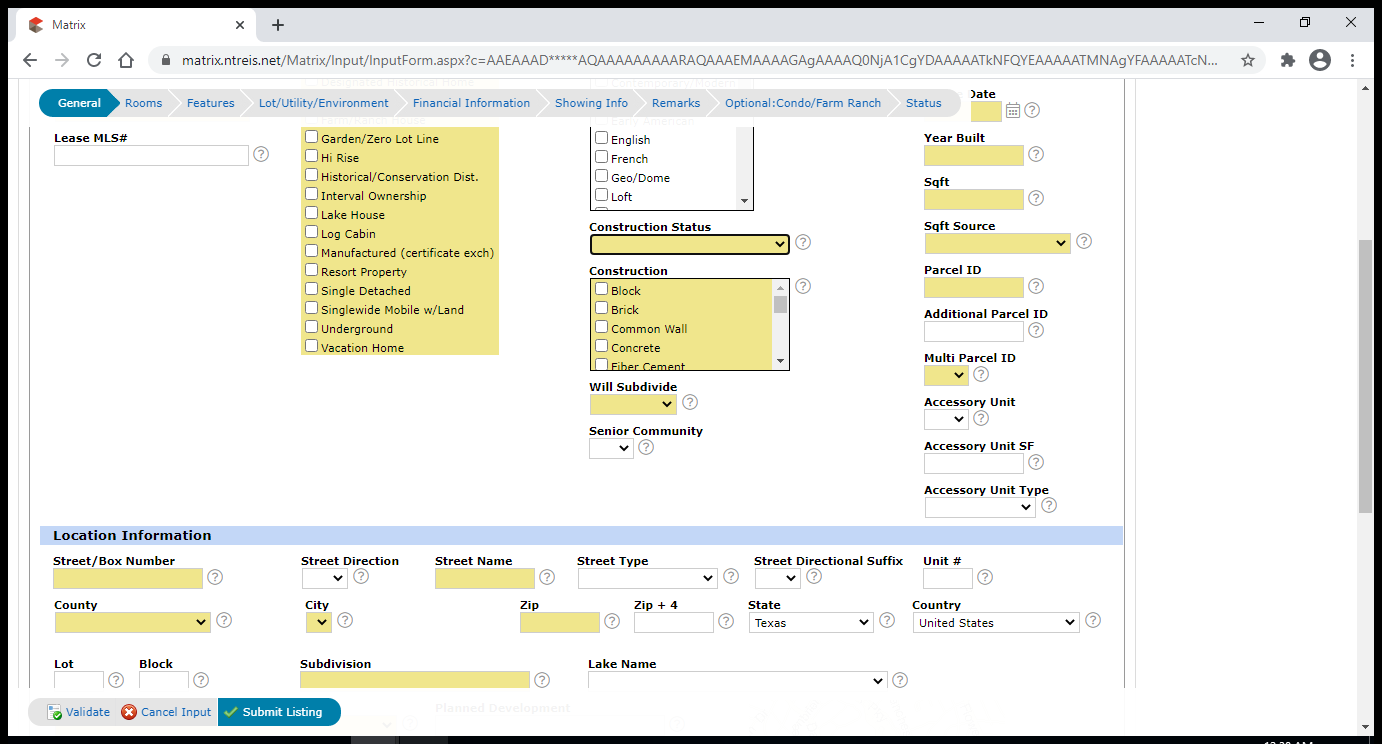 Matrix
matrix.ntreis.net/Matrix/Input/InputForm.aspx?c=AAEAAAD*****AQAAAAAAAAARAQAAAEMAAAAGAgAAAAQ0NjA1CgYDAAAAATkNFQYEAAAAATMNAgYFAAAAATcN...
General
Rooms
Features
Lot/Utility/Environment
Financial Information
Showing Info
Remarks
Optional:Condo/Farm Ranch
Status
Date
Lease MLS#
Garden/Zero Lot Line
Hi Rise
Historical/Conservation Dist.
Interval Ownership
Lake House
Log Cabin
Manufactured (certificate exch)
Resort Property
Single Detached
Singlewide Mobile w/Land
Underground
Vacation Home
English
French
Geo/Dome
Loft
Construction Status
Construction
Block
Brick
Common Wall
Concrete
Fiber Cement
Will Subdivide
Senior Community
Year Built
Sqft
Sqft Source
Parcel ID
Additional Parcel ID
Multi Parcel ID
Accessory Unit
Accessory Unit SF
Accessory Unit Type
Location Information
Street/Box Number
Street Direction
Street Name
Street Type
Street Directional Suffix
Unit #
County
City
Zip
Zip + 4
State
Texas
Country
United States
Lot
Block
Subdivision
Lake Name
Planned Development
Validate
Cancel Input
Submit Listing